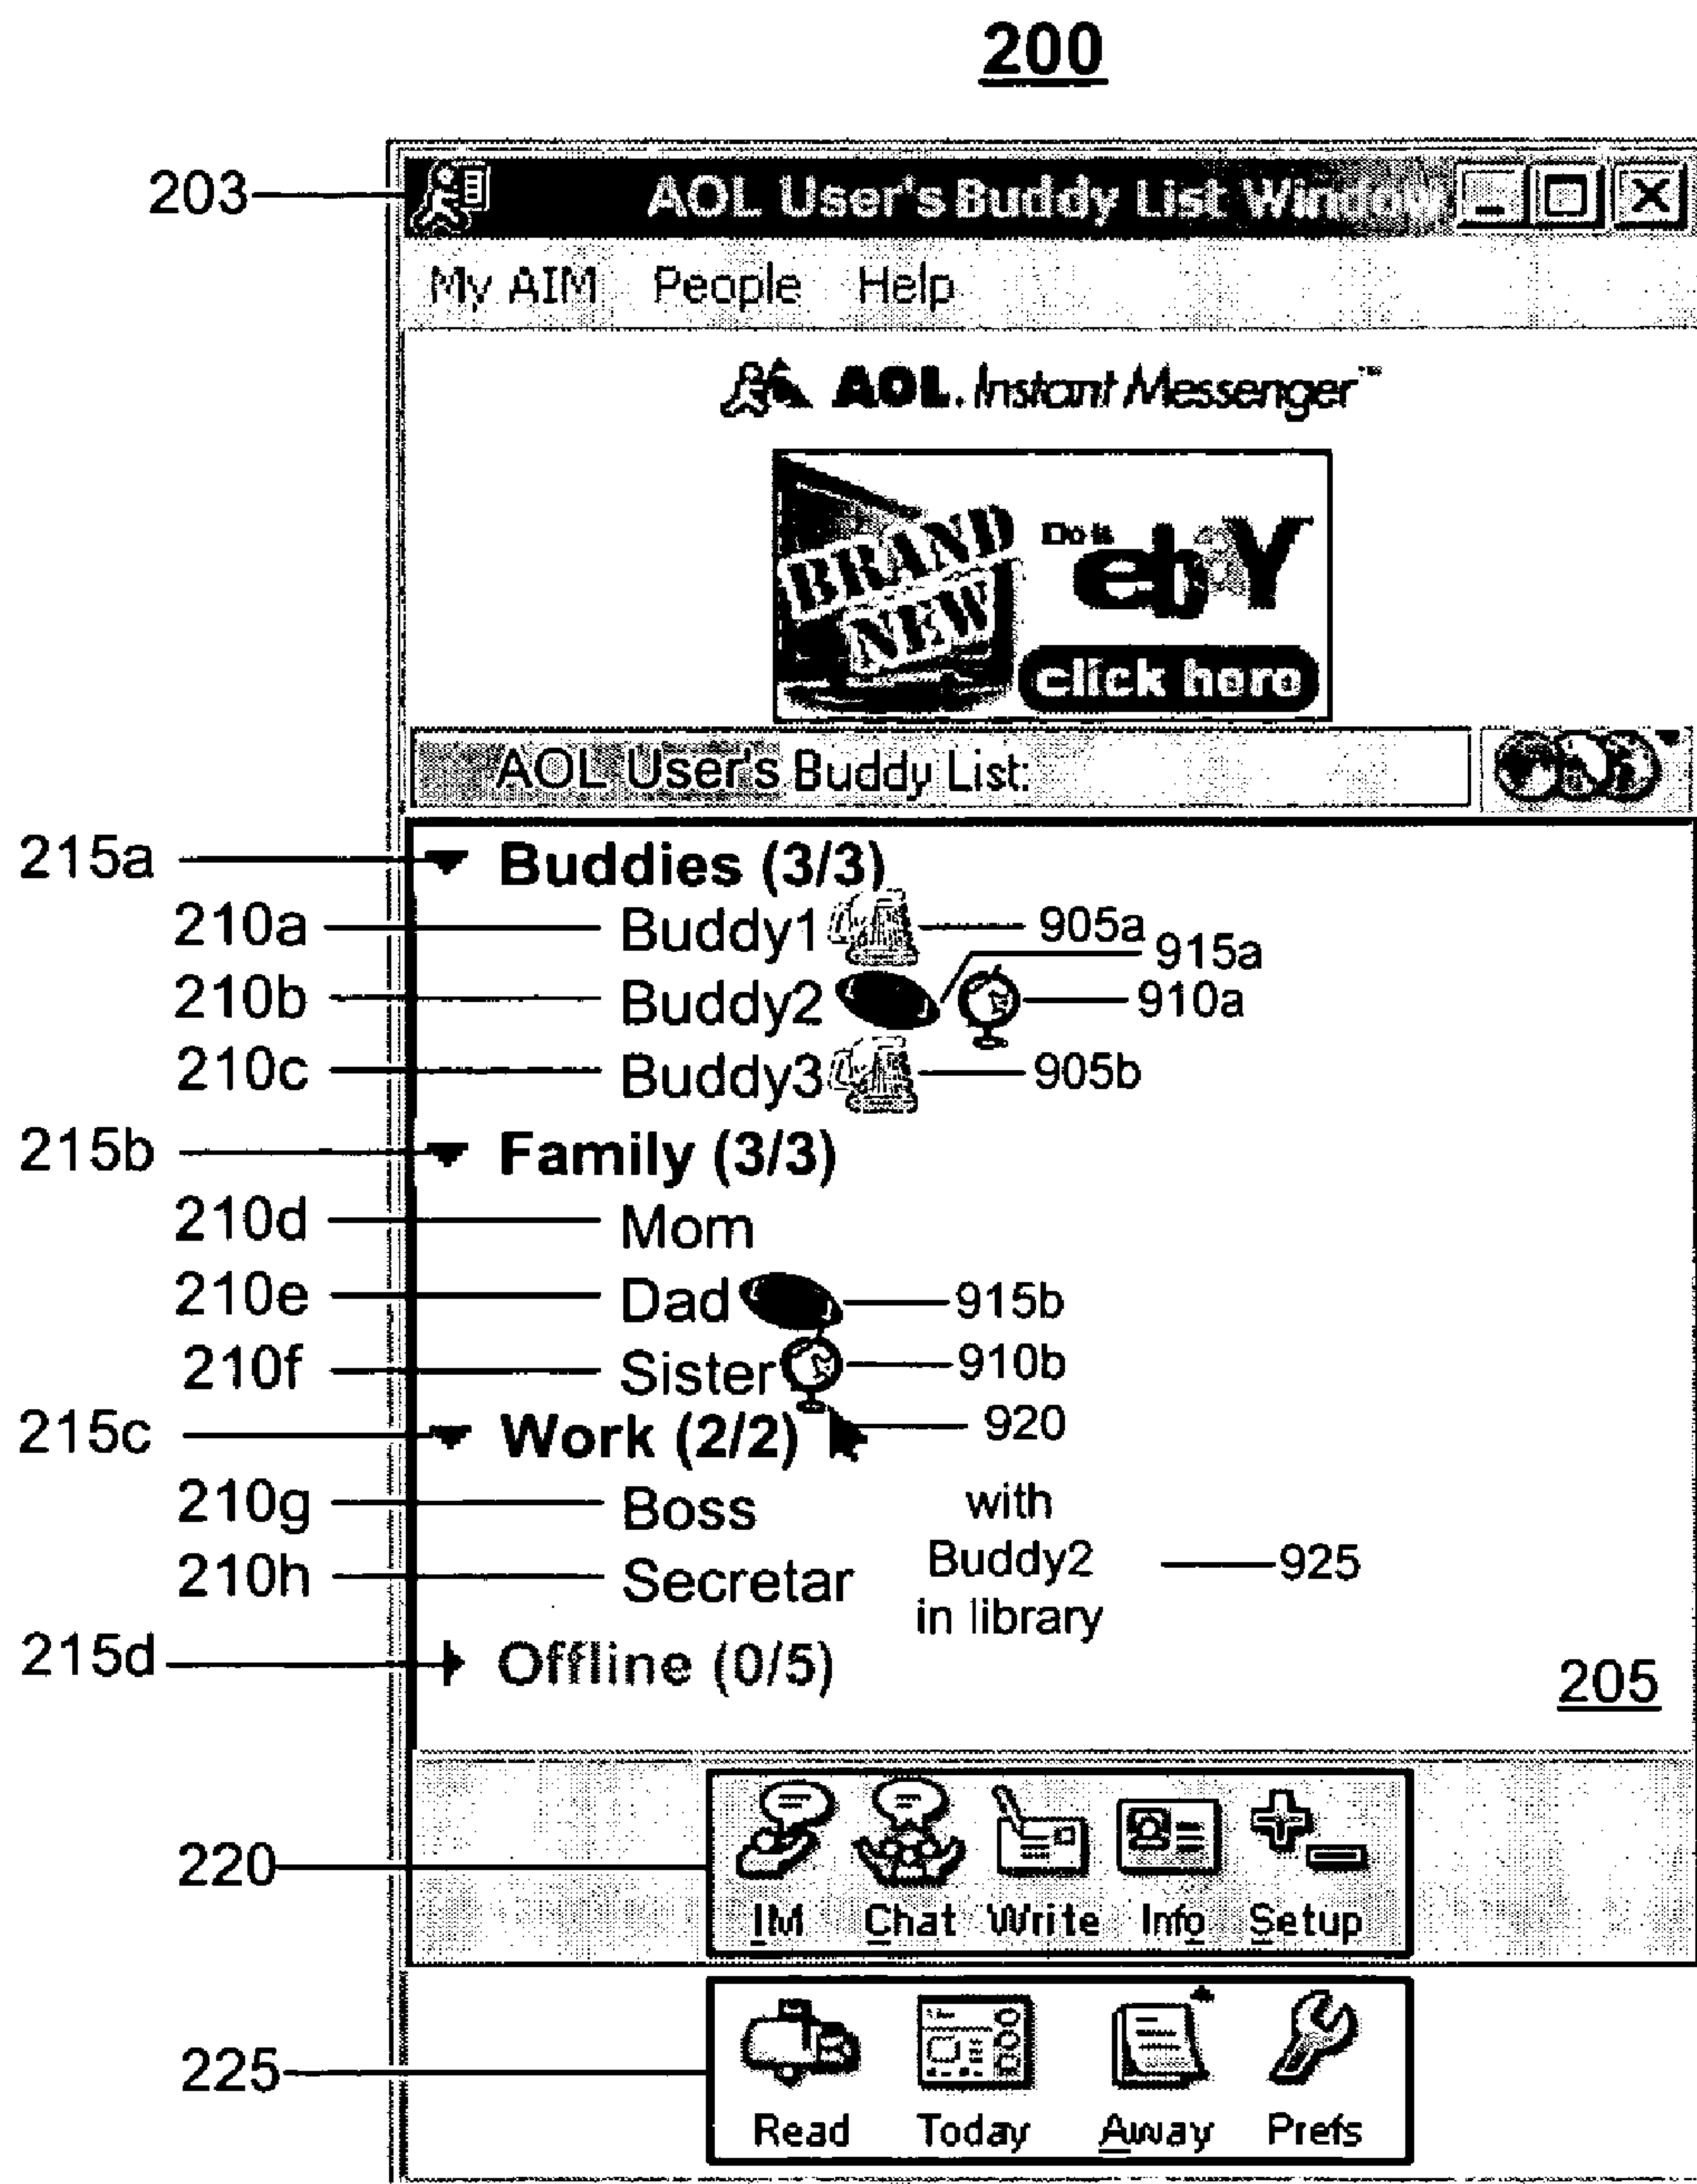 200
203 AOL User's Buddy List Window
My AIM People Help
AOL Instant Messenger™
BRAND NEW
Do it
ebaY
click here
AOL User's Buddy List:
215a Buddies (3/3)
210a Buddy1 905a
915a
210b Buddy2 910a
210c Buddy3 905b
215b Family (3/3)
210d Mom
210e Dad 915b
210f Sister 910b
215c Work (2/2) 920
210g Boss with
210h Secretar Buddy2 925
in library
215d Offline (0/5)
205
220
IM Chat Write Info Setup
225
Read Today Away Prefs